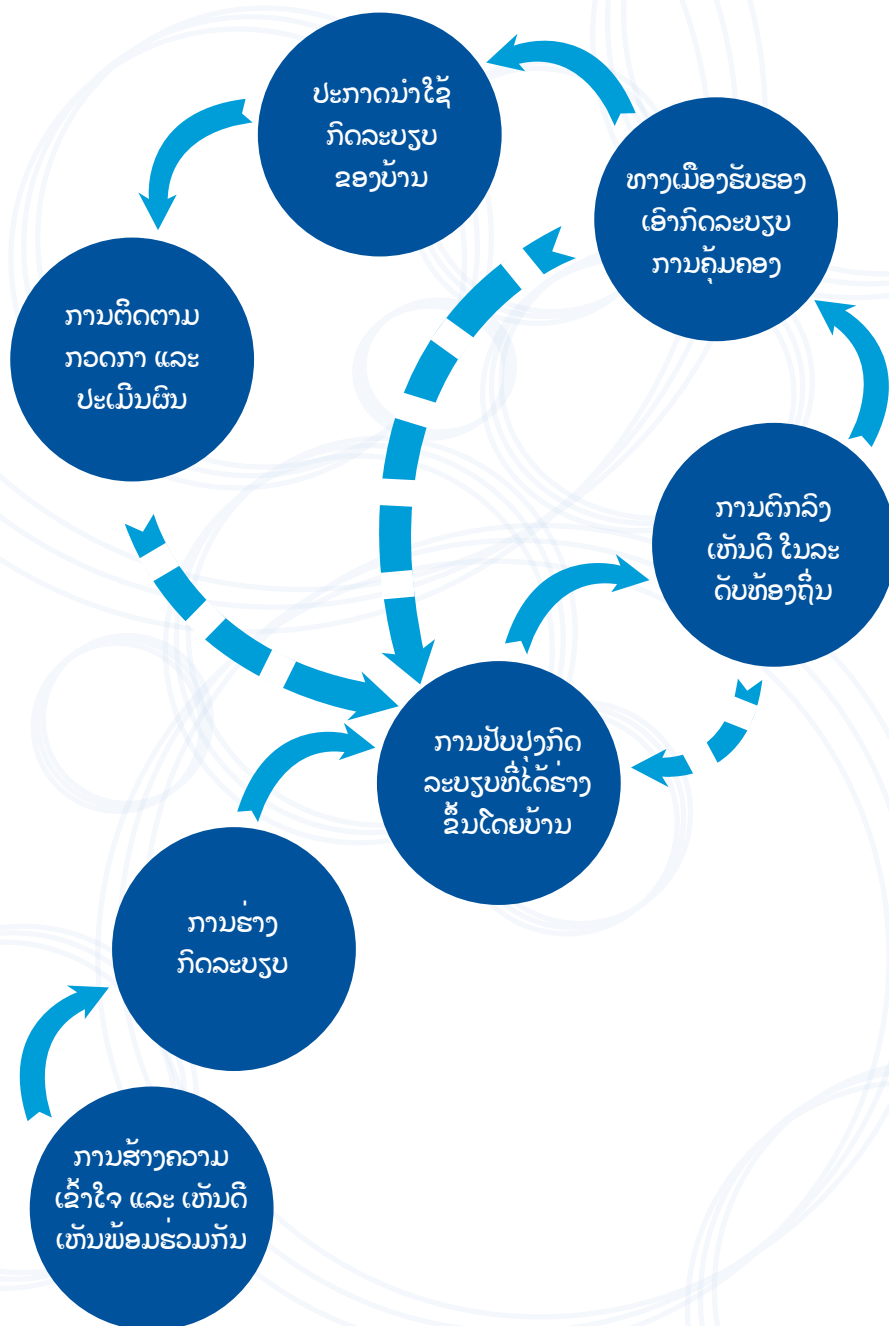 ປະກາດນຳໃຊ້
ກົດລະບຽບ
ຂອງບ້ານ
ທາງເມືອງຮັບຮອງ
ເອົາກົດລະບຽບ
ການຄຸ້ມຄອງ
ການຕິດຕາມ
ກວດກາ ແລະ
ປະເມີນຜົນ
ການຕົກລົງ
ເຫັນດີ ໃນລະ
ດັບທ້ອງຖິ່ນ
ການປັບປຸງກົດ
ລະບຽບທີ່ໄດ້ຮ່າງ
ຂຶ້ນໂດຍບ້ານ
ການຮ່າງ
ກົດລະບຽບ
ການສ້າງຄວາມ
ເຂົ້າໃຈ ແລະ ເຫັນດີ
ເຫັນພ້ອມຮ່ວມກັນ